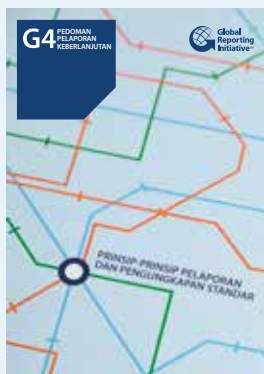 G4 PEDOMAN
PELAPORAN
KEBERLANJUTAN
Global
Reporting
Initiative™
PRINSIP-PRINSIP PELAPORAN
DAN PENGUNGKAPAN STANDAR